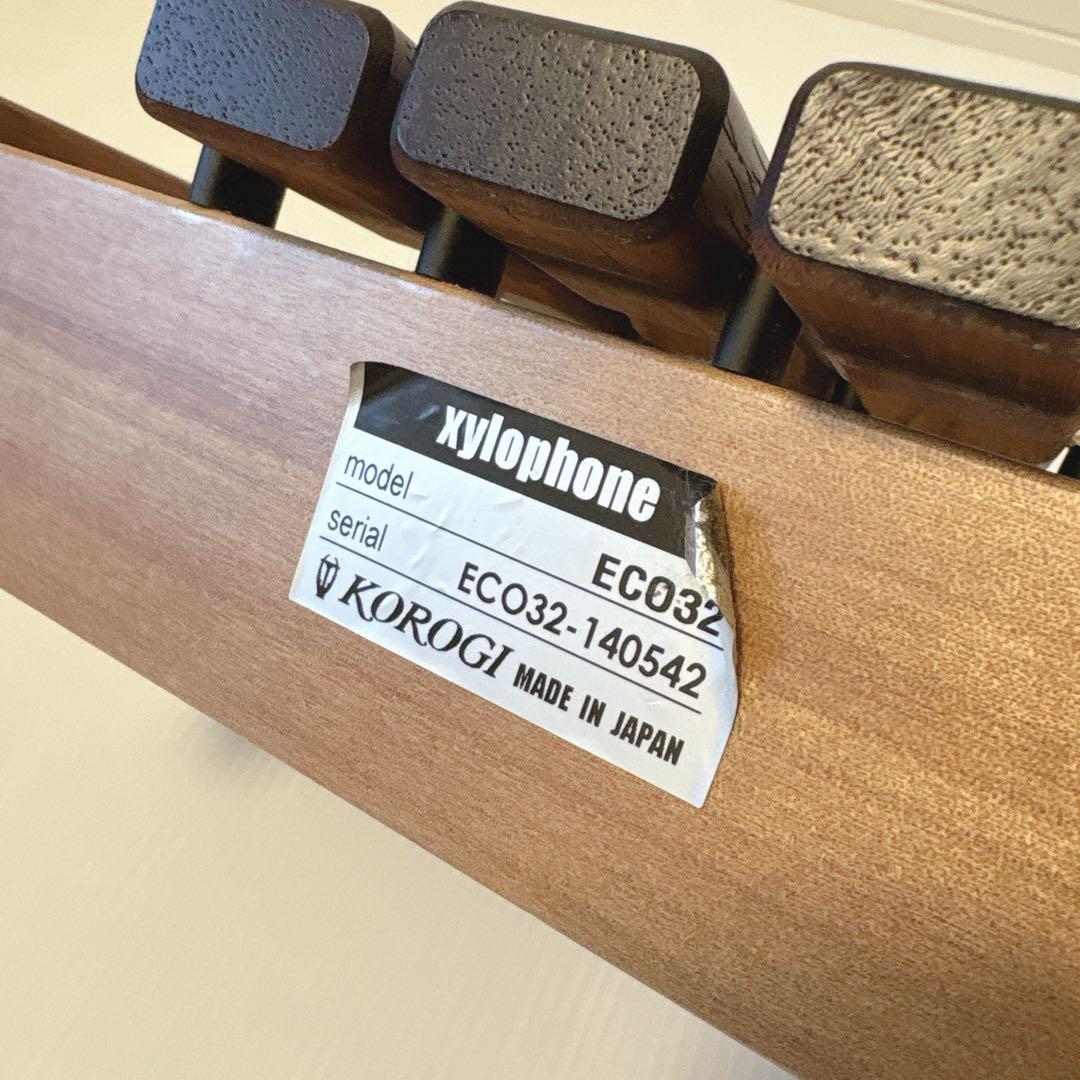 xylophone
model ECO32
serial ECO32-140542
KOROGI MADE IN JAPAN